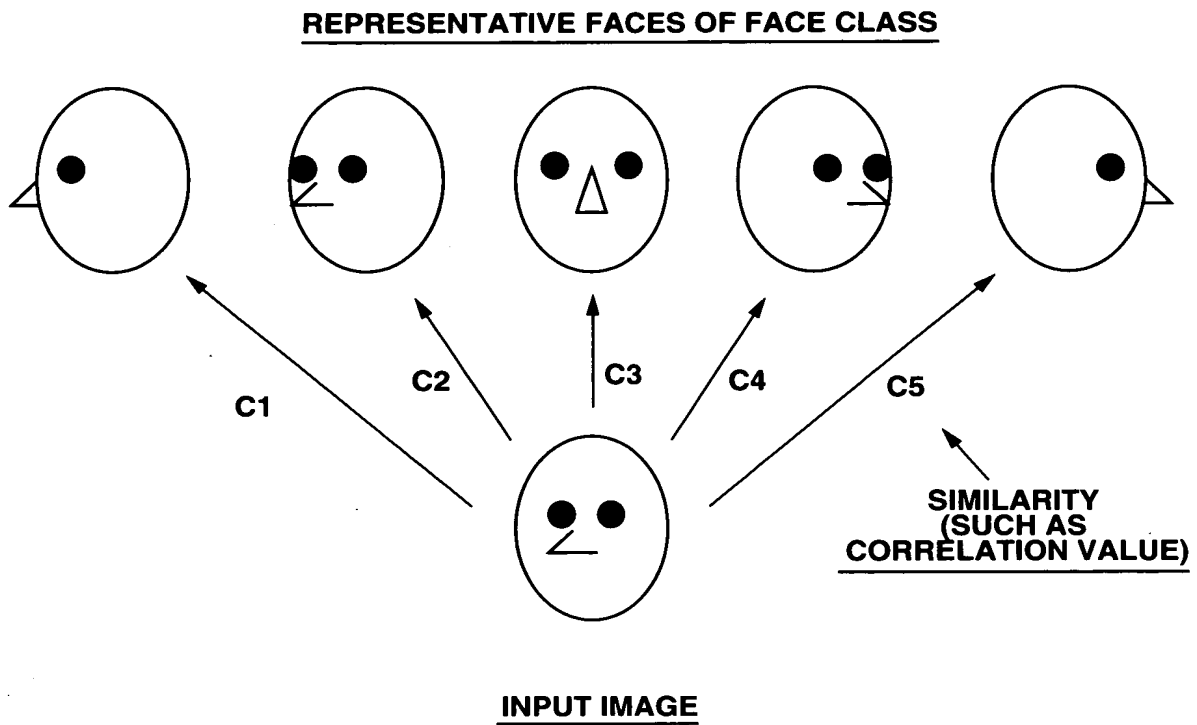 REPRESENTATIVE FACES OF FACE CLASS
C1
C2
C3
C4
C5
SIMILARITY
(SUCH AS
CORRELATION VALUE)
INPUT IMAGE